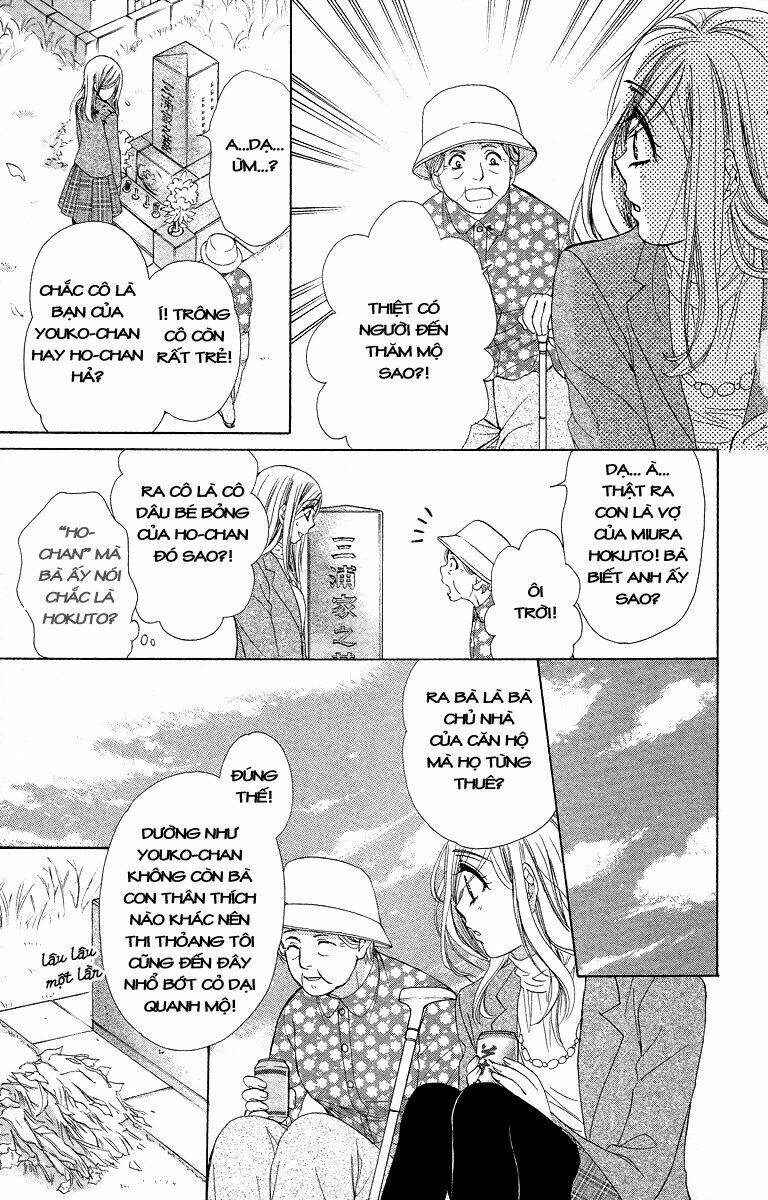 THIỆT CÓ
NGƯỜI ĐẾN
THĂM MỘ
SAO?!
A...DẠ...
ỪM...?
Í! TRÔNG
CÔ CÒN
RẤT TRẺ!
CHẮC CÔ LÀ
BẠN CỦA
YOUKO-CHAN
HAY HO-CHAN
HẢ?
DẠ... À...
THẬT RA
CON LÀ VỢ
CỦA MIURA
HOKUTO! BÀ
BIẾT ANH ẤY
SAO?
ÔI
TRỜI!
三浦家之
RA CÔ LÀ CÔ
DÂU BÉ BỎNG
CỦA HO-CHAN
ĐÓ SAO?!
“HO-
CHAN” MÀ
BÀ ẤY NÓI
CHẮC LÀ
HOKUTO?
RA BÀ LÀ BÀ
CHỦ NHÀ
CỦA CĂN HỘ
MÀ HỌ TỪNG
THUÊ?
ĐÚNG
THẾ!
DƯỜNG NHƯ
YOUKO-CHAN
KHÔNG CÒN BÀ
CON THÂN THÍCH
NÀO KHÁC NÊN
THI THỎANG TÔI
CŨNG ĐẾN ĐÂY
NHỔ BỚT CỎ DẠI
QUANH MỘ!
lâu lâu
một lần